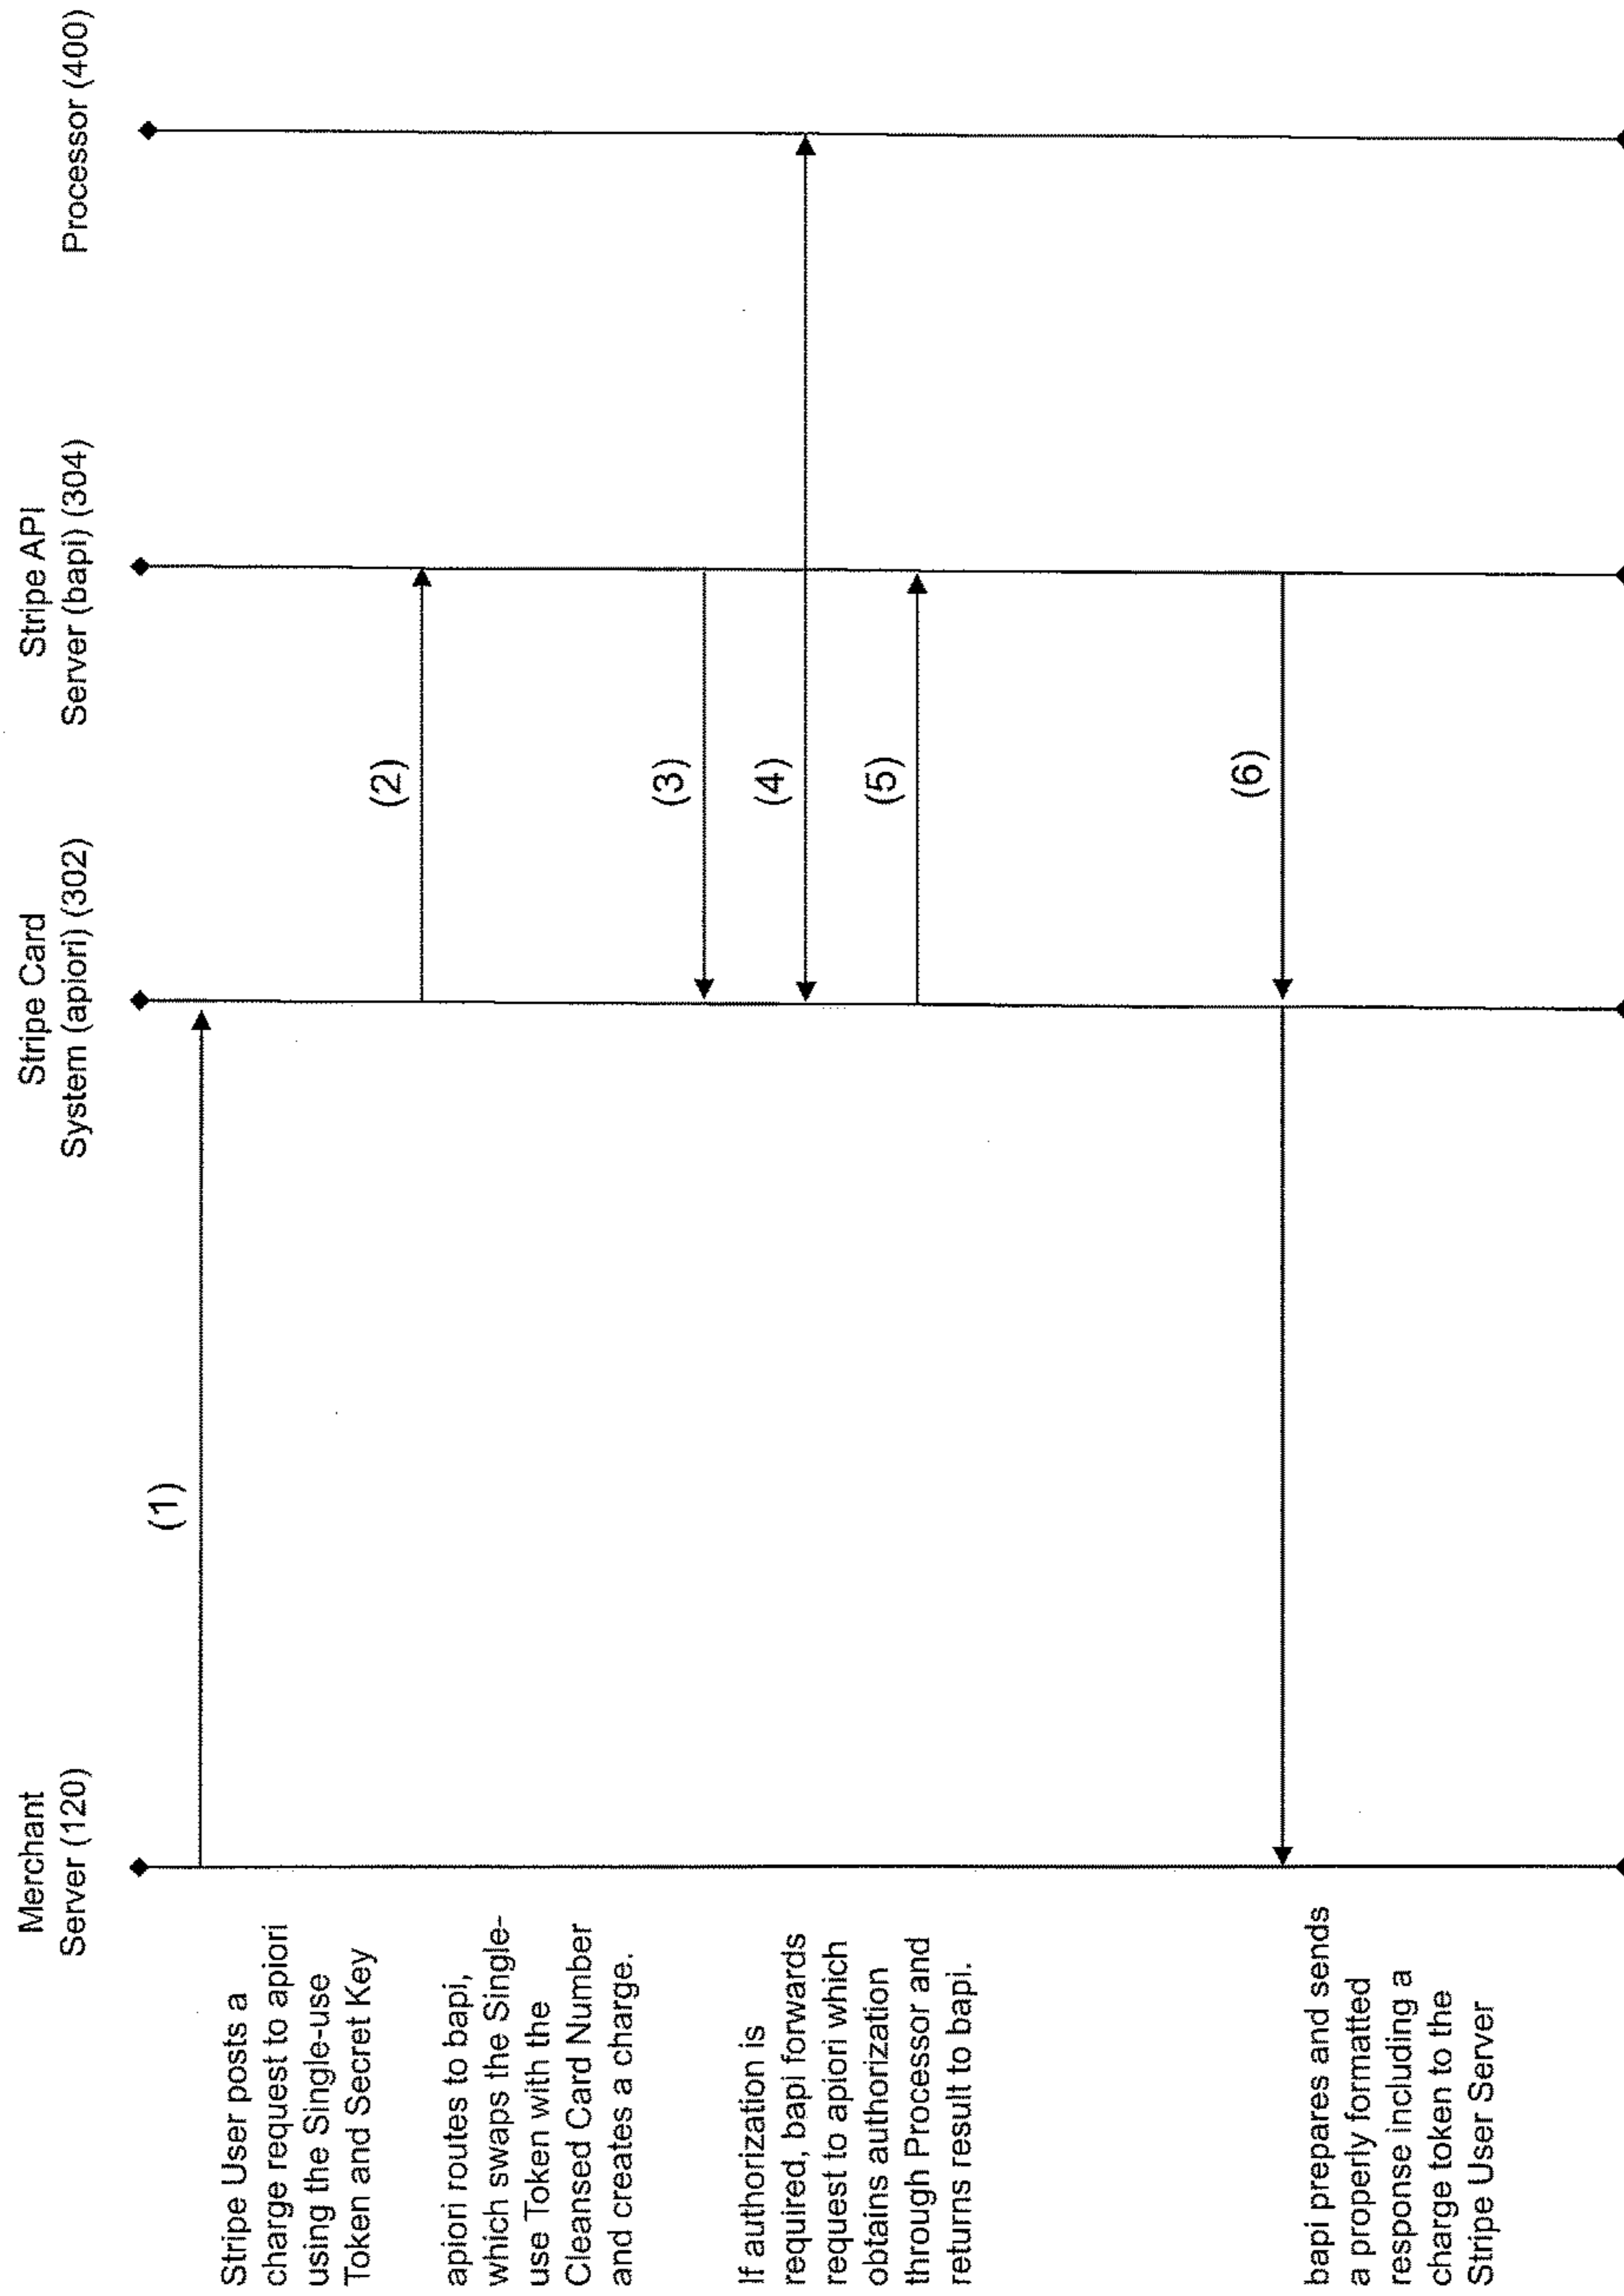 Merchant
Server (120)
Stripe Card
System (apiori) (302)
Stripe API
Server (bapi) (304)
Processor (400)
Stripe User posts a
charge request to apiori
using the Single-use
Token and Secret Key
(1)
apiori routes to bapi,
which swaps the Single-
use Token with the
Cleansed Card Number
and creates a charge.
(2)
If authorization is
required, bapi forwards
request to apiori which
obtains authorization
through Processor and
returns result to bapi.
(3)
(4)
(5)
bapi prepares and sends
a properly formatted
response including a
charge token to the
Stripe User Server
(6)